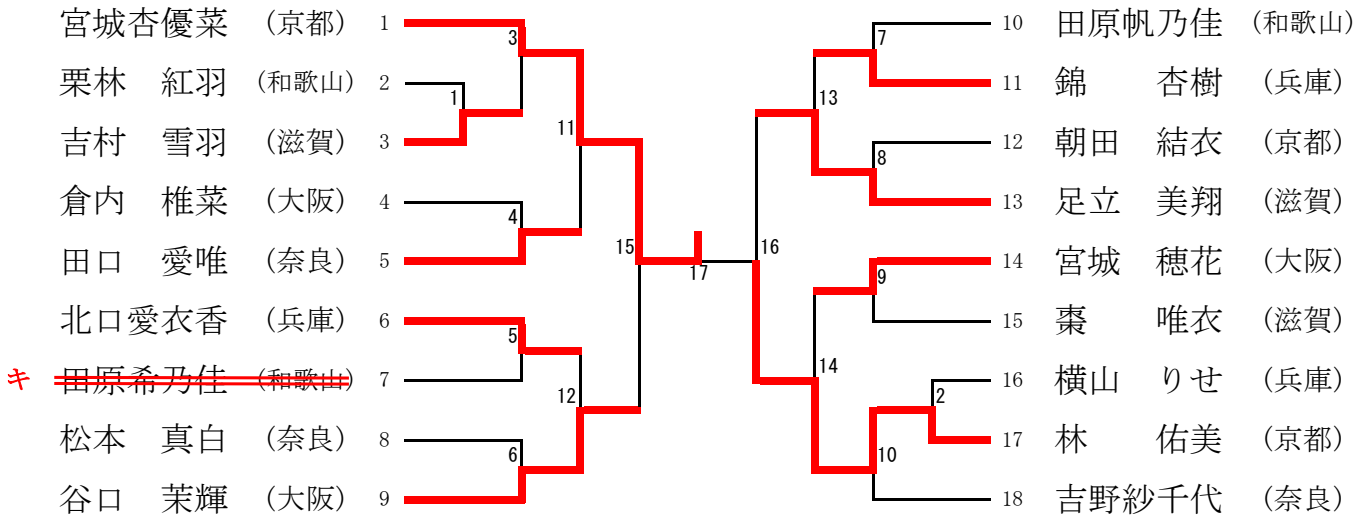 宮城杏優菜 (京都) 1
栗林 紅羽 (和歌山) 2
吉村 雪羽 (滋賀) 3
倉内 椎菜 (大阪) 4
田口 愛唯 (奈良) 5
北口愛衣香 (兵庫) 6
キ 田原希乃佳 (和歌山) 7
松本 真白 (奈良) 8
谷口 茉輝 (大阪) 9
3
1
11
4
15
5
12
6
17
7
13
8
16
9
14
2
10
10 田原帆乃佳 (和歌山)
11 錦 杏樹 (兵庫)
12 朝田 結衣 (京都)
13 足立 美翔 (滋賀)
14 宮城 穂花 (大阪)
15 棗 唯衣 (滋賀)
16 横山 りせ (兵庫)
17 林 佑美 (京都)
18 吉野紗千代 (奈良)